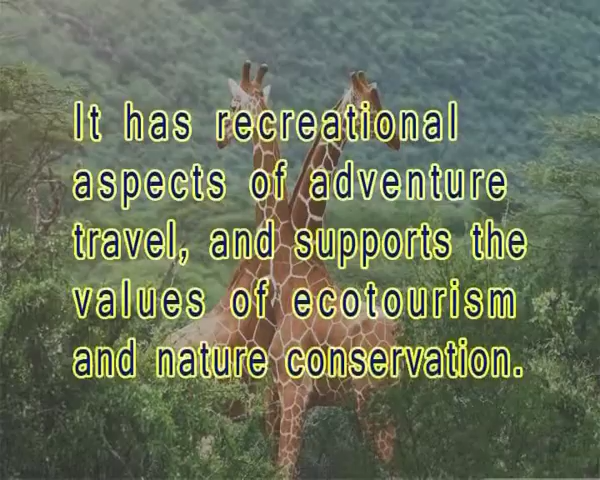 It has recreational
aspects of adventure
travel, and supports the
values of ecotourism
and nature conservation.